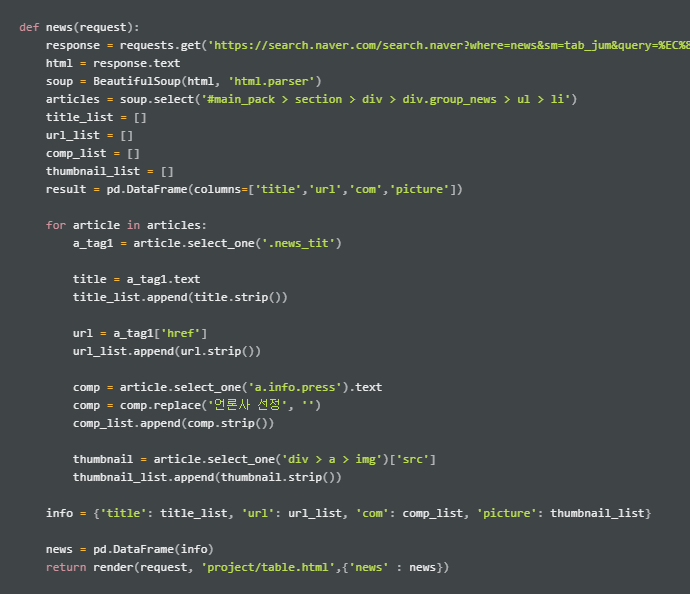 def news(request):
    response = requests.get('https://search.naver.com/search.naver?where=news&sm=tab_jum&query=%EC%8
    html = response.text
    soup = BeautifulSoup(html, 'html.parser')
    articles = soup.select('#main_pack > section > div > div.group_news > ul > li')
    title_list = []
    url_list = []
    comp_list = []
    thumbnail_list = []
    result = pd.DataFrame(columns=['title','url','com','picture'])
    for article in articles:
        a_tag1 = article.select_one('.news_tit')
        title = a_tag1.text
        title_list.append(title.strip())
        url = a_tag1['href']
        url_list.append(url.strip())
        comp = article.select_one('a.info.press').text
        comp = comp.replace('언론사 선정', '')
        comp_list.append(comp.strip())
        thumbnail = article.select_one('div > a > img')['src']
        thumbnail_list.append(thumbnail.strip())
    info = {'title': title_list, 'url': url_list, 'com': comp_list, 'picture': thumbnail_list}
    news = pd.DataFrame(info)
    return render(request, 'project/table.html',{'news' : news})